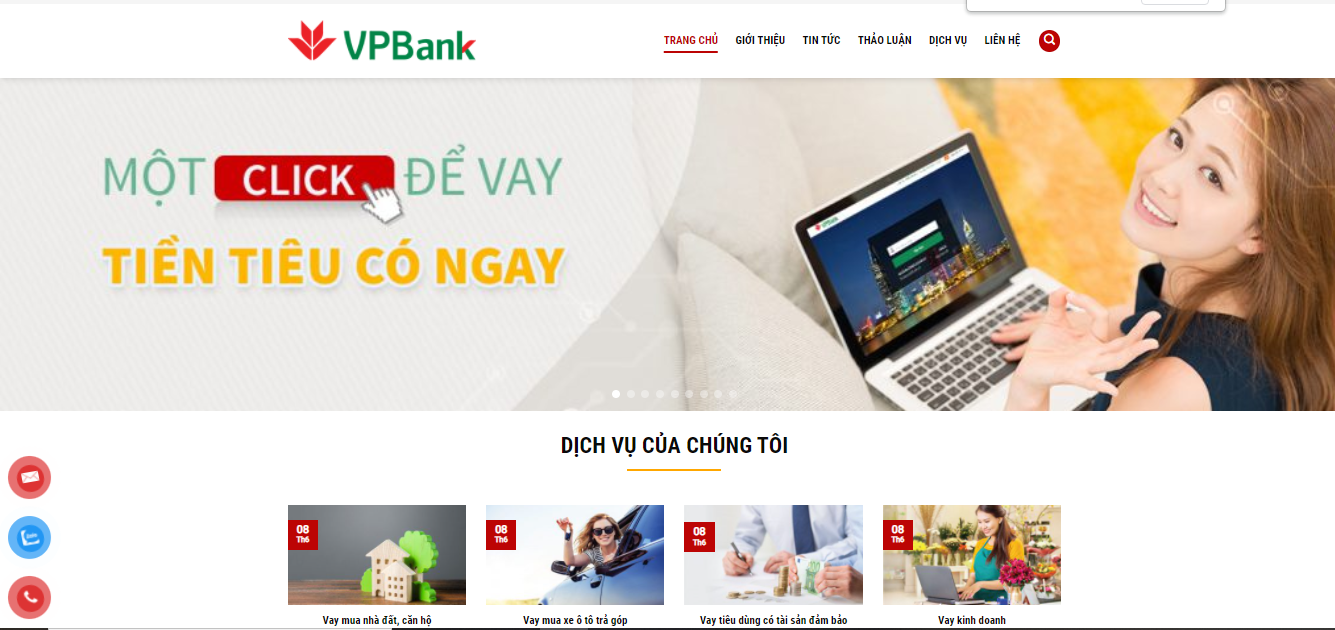 VPBank
TRANG CHỦ GIỚI THIỆU TIN TỨC THẢO LUẬN DỊCH VỤ LIÊN HỆ
MỘT CLICK ĐỂ VAY
TIỀN TIÊU CÓ NGAY
VPBank
DỊCH VỤ CỦA CHÚNG TÔI
08 08 08 08
Th6 Th6 Th6 Th6
Vay mua nhà đất, căn hộ Vay mua xe ô tô trả góp Vay tiêu dùng có tài sản đảm bảo Vay kinh doanh